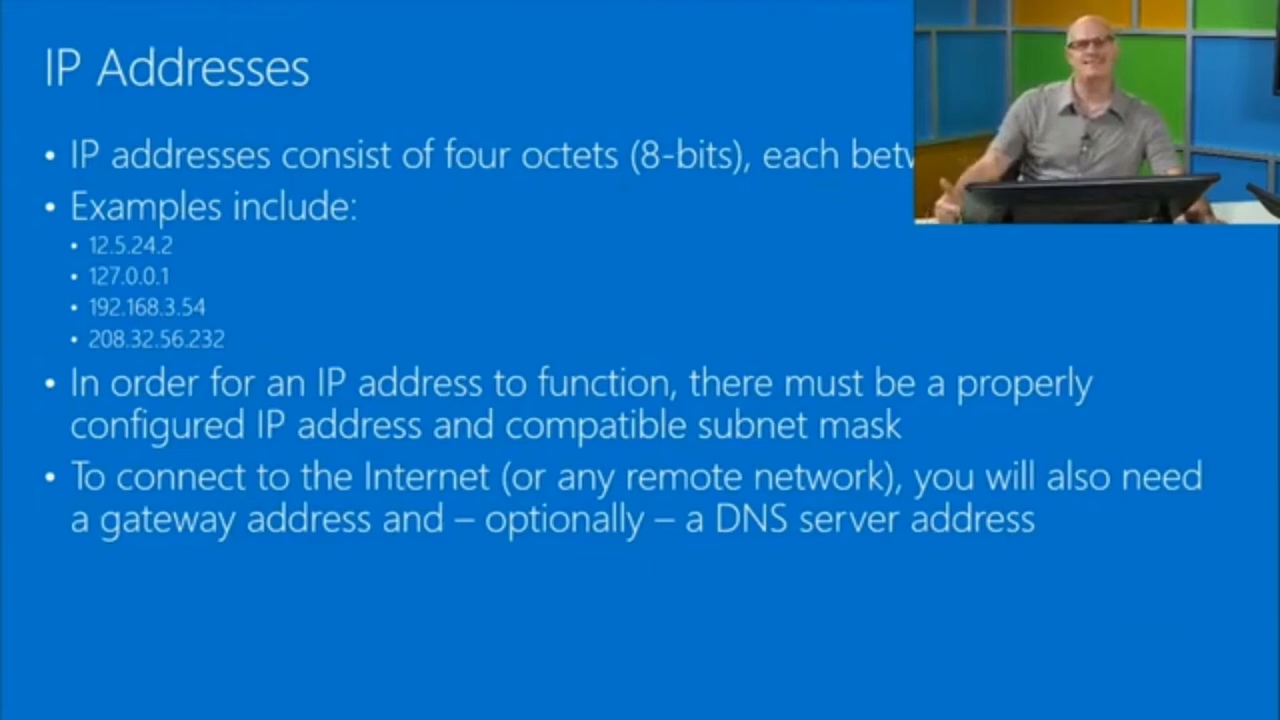 IP Addresses
• IP addresses consist of four octets (8-bits), each
• Examples include:
• 12.5.24.2
• 127.0.0.1
• 192.168.3.54
• 208.32.56.232
• In order for an IP address to function, there must be a properly
configured IP address and compatible subnet mask
• To connect to the Internet (or any remote network), you will also need
a gateway address and – optionally – a DNS server address